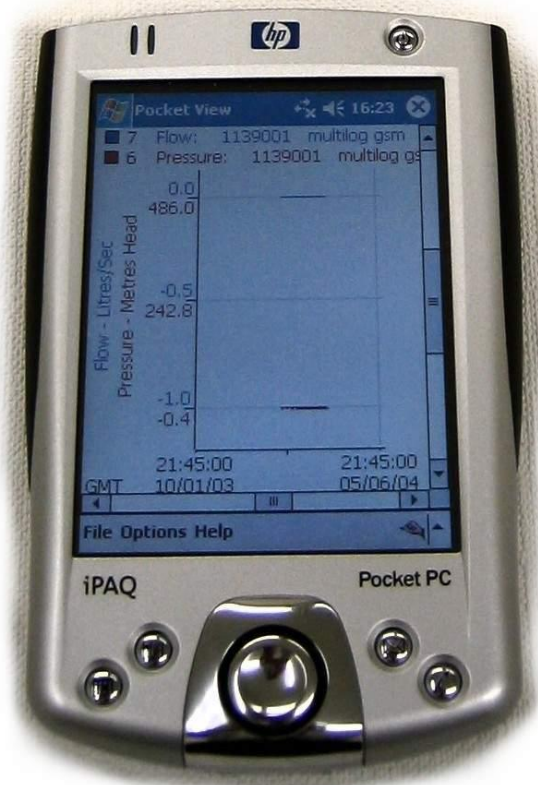 hp
Pocket View 16:23
7 Flow: 1139001 multilog gsm
6 Pressure: 1139001 multilog gs
Flow - Litres/Sec
Pressure - Metres Head
0.0
486.0
-0.5
242.8
-1.0
-0.4
21:45:00 21:45:00
GMT 10/01/03 05/06/04
File Options Help
iPAQ Pocket PC